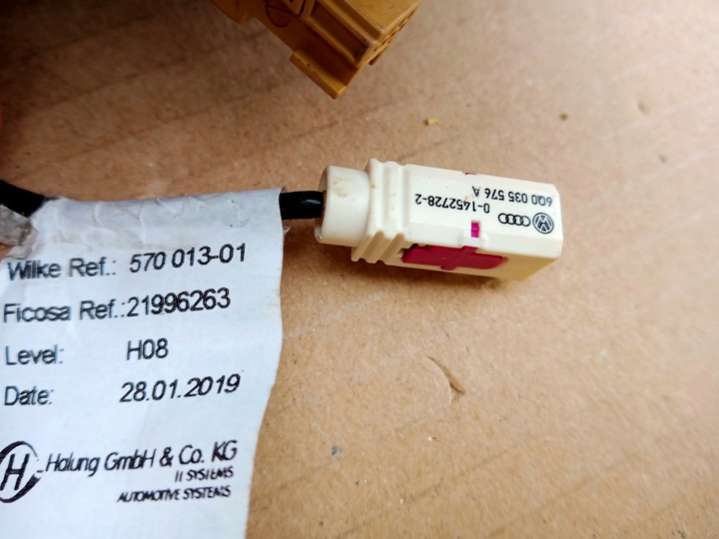 Wilke Ref.: 570 013-01
Ficosa Ref.:21996263
Level: H08
Date: 28.01.2019
H
Halung GmbH & Co. KG
SYSTEMS
AUTOMOTIVE SYSTEMS
6Q0 035 576 A
0-1452728-2